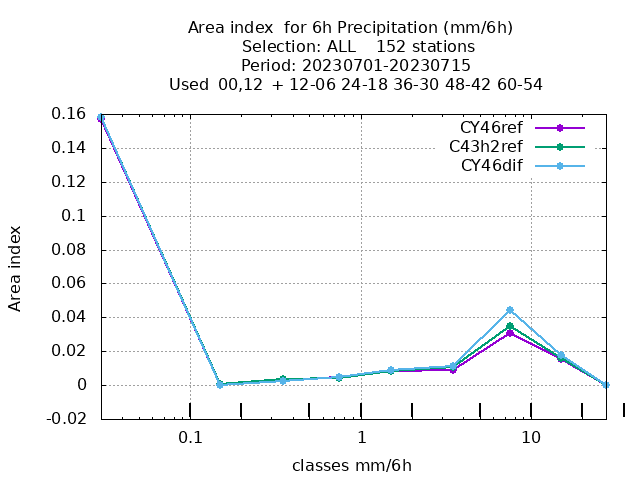 Area index  for 6h Precipitation (mm/6h)
Selection: ALL    152 stations
Period: 20230701-20230715
Used  00,12  + 12-06 24-18 36-30 48-42 60-54
CY46ref
C43h2ref
CY46dif
0.16
0.14
0.12
0.1
0.08
0.06
0.04
0.02
0
-0.02
Area index
0.1
1
10
classes mm/6h